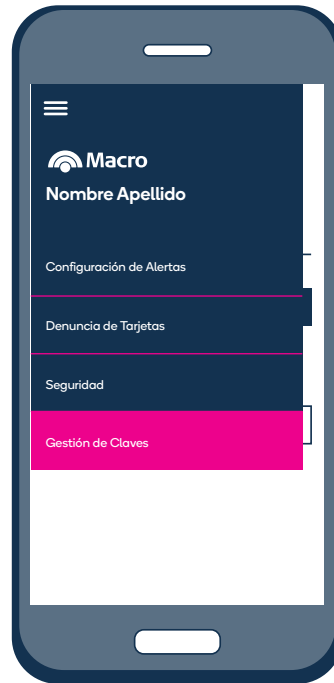 Macro
Nombre Apellido
Configuración de Alertas
Denuncia de Tarjetas
Seguridad
Gestión de Claves